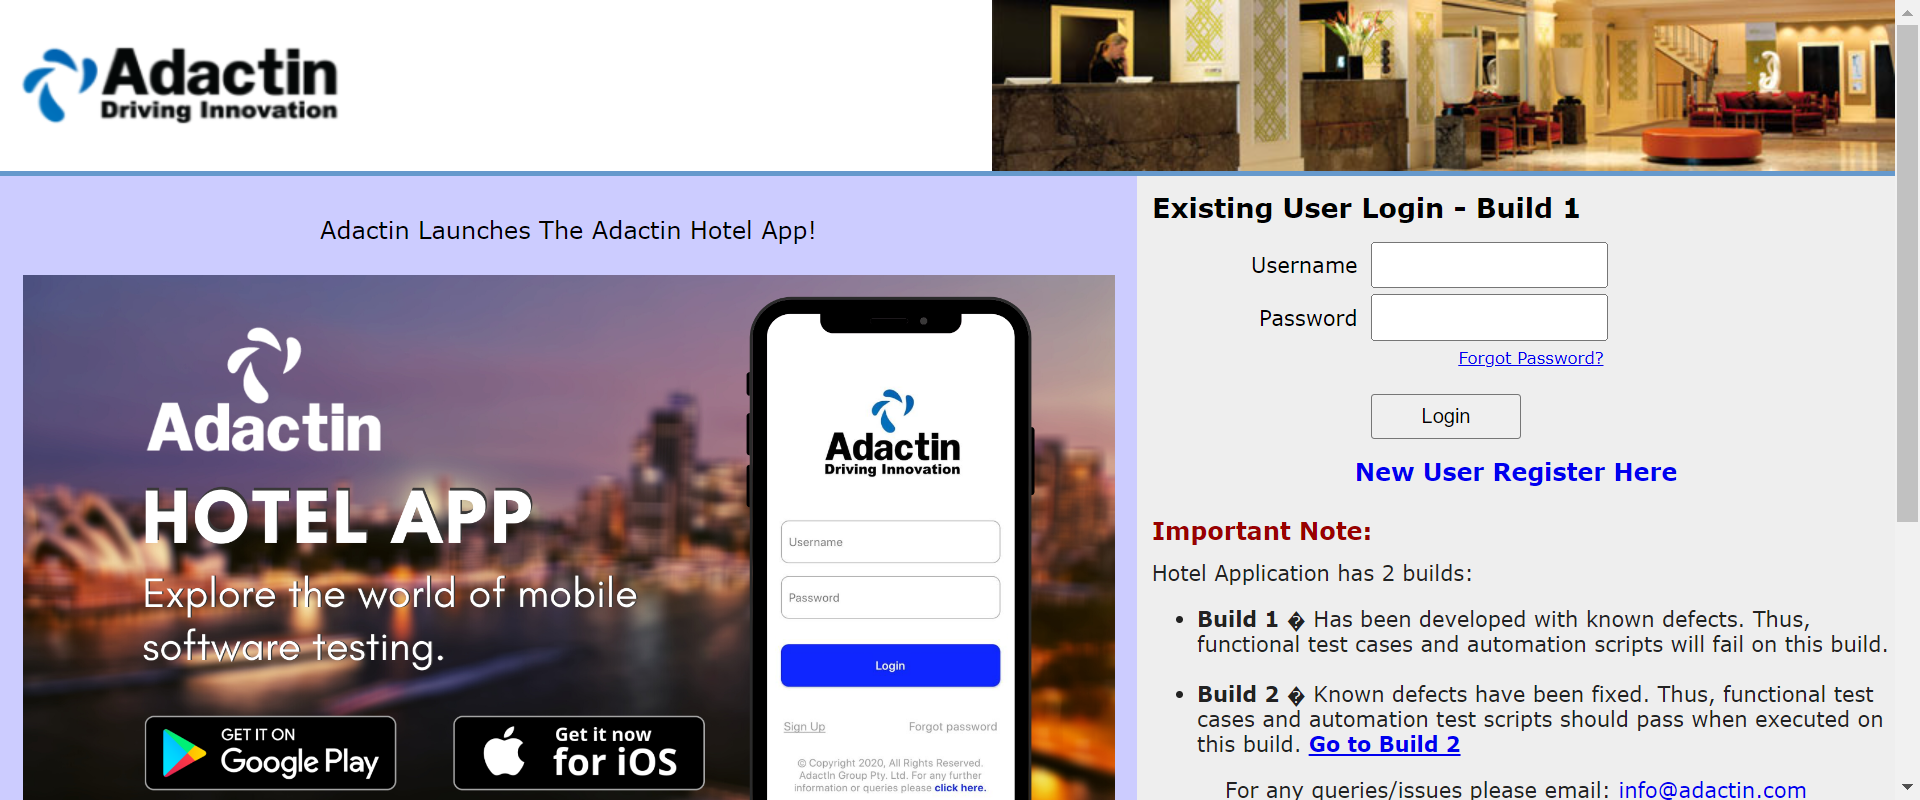 Adactin
Driving Innovation
Adactin Launches The Adactin Hotel App!
Adactin
HOTEL APP
Explore the world of mobile
software testing.
GET IT ON
Google Play
Get it now
for iOS
Adactin
Driving Innovation
Username
Password
Login
Sign Up Forgot password
© Copyright 2020, All Rights Reserved.
AdactIn Group Pty. Ltd. For any further
information or queries please click here.
Existing User Login - Build 1
Username
Password
Forgot Password?
Login
New User Register Here
Important Note:
Hotel Application has 2 builds:
• Build 1 � Has been developed with known defects. Thus,
functional test cases and automation scripts will fail on this build.
• Build 2 � Known defects have been fixed. Thus, functional test
cases and automation test scripts should pass when executed on
this build. Go to Build 2
For any queries/issues please email: info@adactin.com